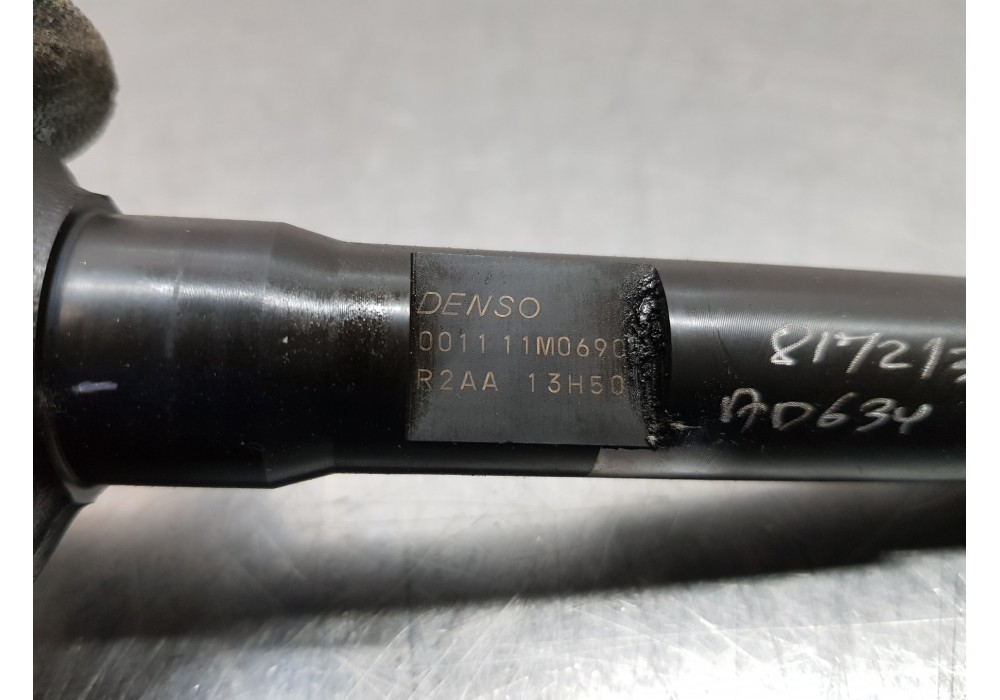 DENSO
0011 11M0690
R2AA 13H50
AD634